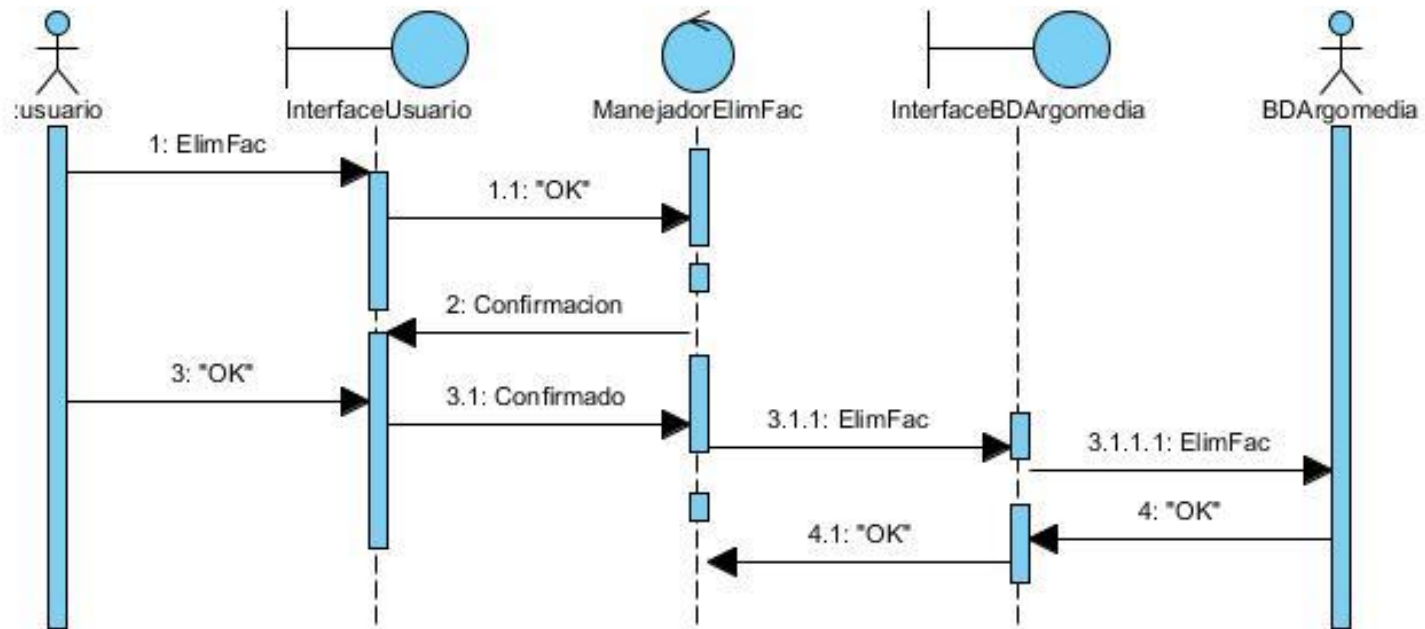 :usuario
InterfaceUsuario
ManejadorElimFac
InterfaceBDArgomedia
BDArgomedia
1: ElimFac
1.1: "OK"
2: Confirmacion
3: "OK"
3.1: Confirmado
3.1.1: ElimFac
3.1.1.1: ElimFac
4: "OK"
4.1: "OK"